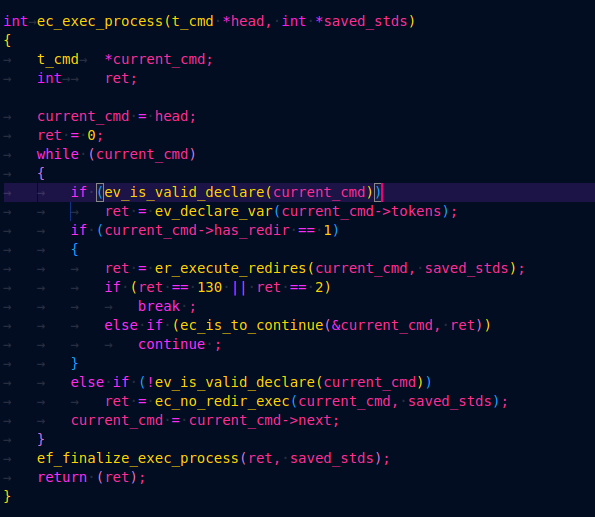 int ec_exec_process(t_cmd *head, int *saved_stds)
{
    t_cmd   *current_cmd;
    int     ret;

    current_cmd = head;
    ret = 0;
    while (current_cmd)
    {
        if (ev_is_valid_declare(current_cmd))
            ret = ev_declare_var(current_cmd->tokens);
        if (current_cmd->has_redir == 1)
        {
            ret = er_execute_redires(current_cmd, saved_stds);
            if (ret == 130 || ret == 2)
                break ;
            else if (ec_is_to_continue(&current_cmd, ret))
                continue ;
        }
        else if (!ev_is_valid_declare(current_cmd))
            ret = ec_no_redir_exec(current_cmd, saved_stds);
        current_cmd = current_cmd->next;
    }
    ef_finalize_exec_process(ret, saved_stds);
    return (ret);
}